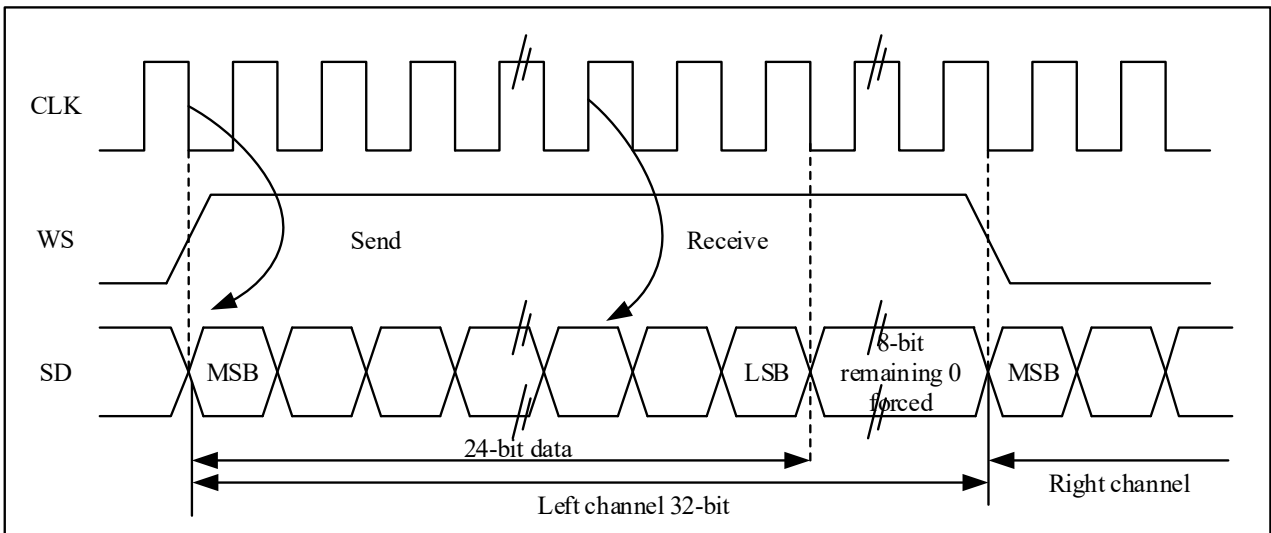 CLK
WS
Send
Receive
SD
MSB
LSB
8-bit
remaining 0
forced
MSB
24-bit data
Left channel 32-bit
Right channel